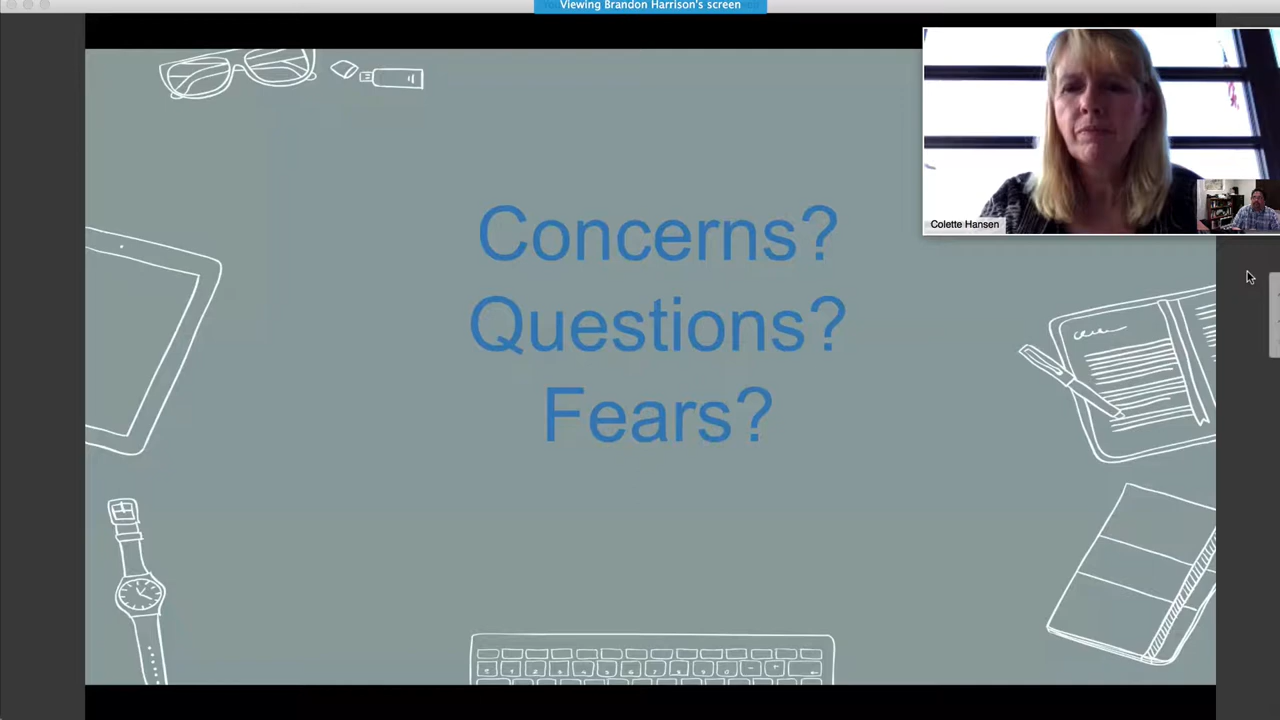 Viewing Brandon Harrison's screen
Colette Hansen
Concerns?
Questions?
Fears?